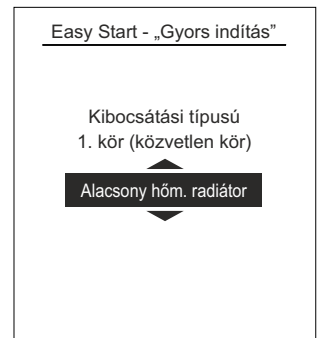 Easy Start - „Gyors indítás”
Kibocsátási típusú
1. kör (közvetlen kör)
Alacsony hőm. radiátor